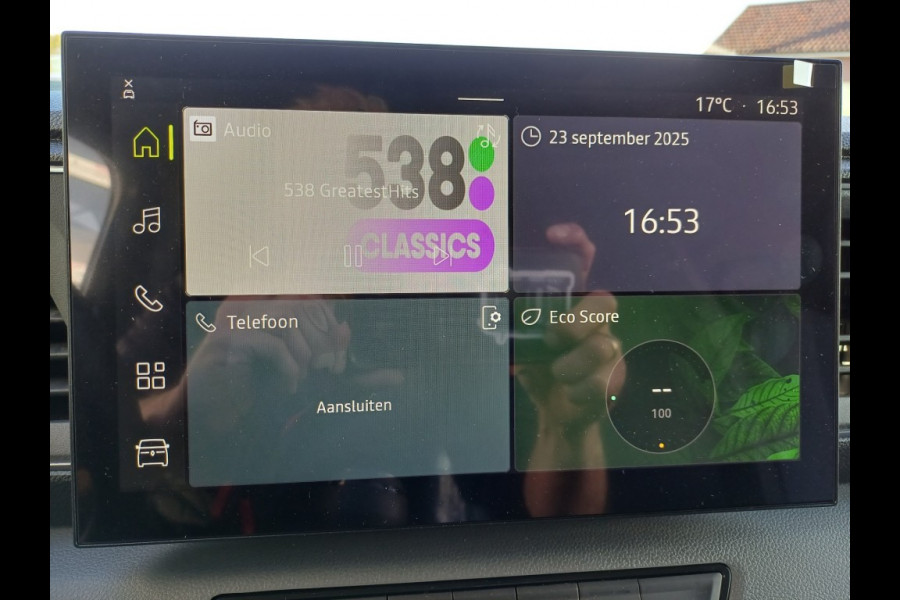 17°C · 16:53
Audio
538
538 GreatestHits
CLASSICS
23 september 2025
16:53
Telefoon
Aansluiten
Eco Score
--
100